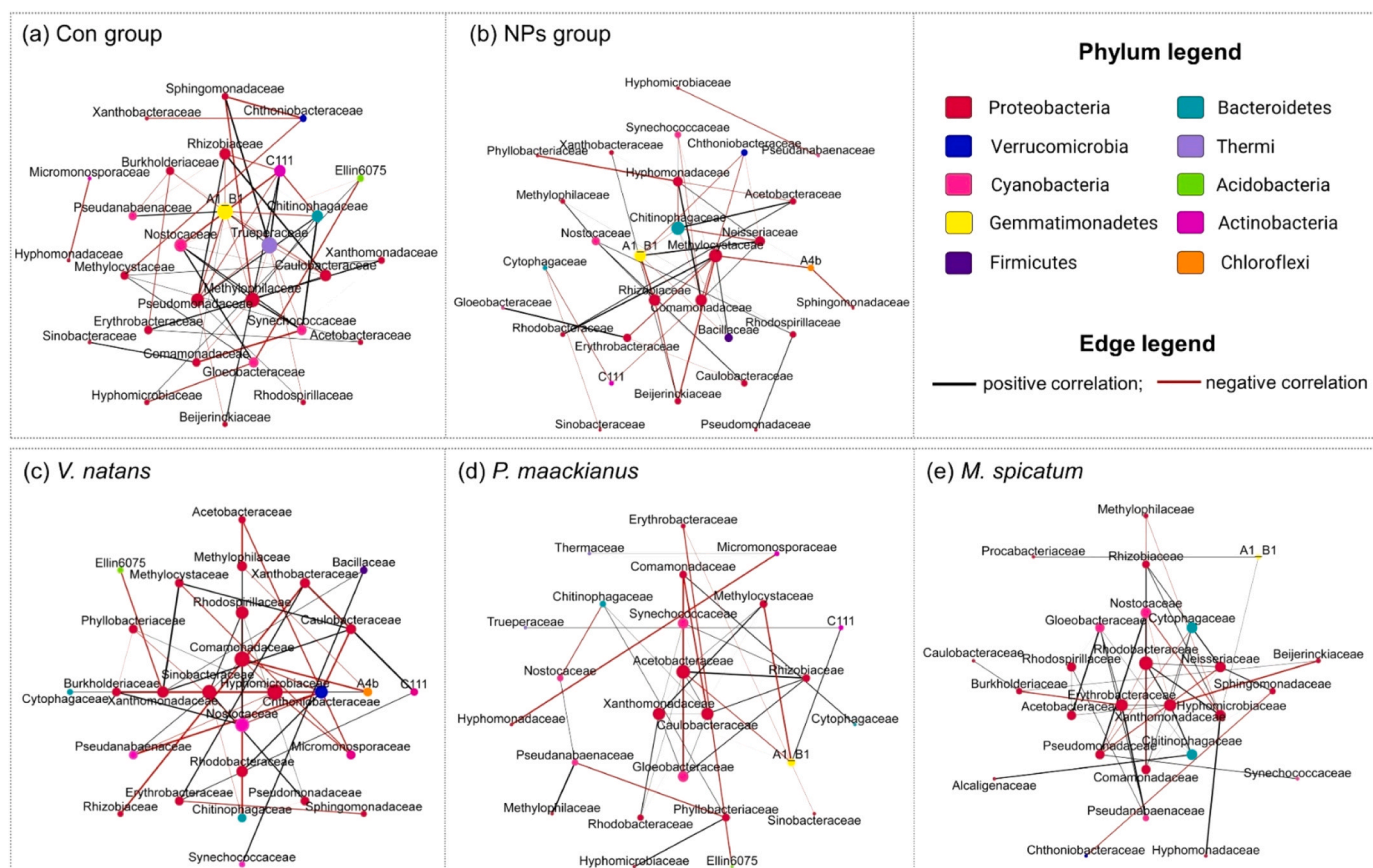 (a) Con group
Sphingomonadaceae
Chthoniobacteraceae
Xanthobacteraceae
Rhizobiaceae
Burkholderiaceae
C111
Ellin6075
Micromonosporaceae
A1_B1
Pseudanabaenaceae
Chitinophagaceae
Nostocaceae
Trueperaceae
Hyphomonadaceae
Xanthomonadaceae
Methylocystaceae
Caulobacteraceae
Methylophilaceae
Pseudomonadaceae
Erythrobacteraceae
Synechococcaceae
Sinobacteraceae
Acetobacteraceae
Comamonadaceae
Gloeobacteraceae
Hyphomicrobiaceae
Rhodospirillaceae
Beijerinckiaceae
(b) NPs group
Hyphomicrobiaceae
Synechococcaceae
Xanthobacteraceae
Chthoniobacteraceae
Phyllobacteriaceae
Pseudanabaenaceae
Hyphomonadaceae
Methylophilaceae
Acetobacteraceae
Chitinophagaceae
Nostocaceae
Neisseriaceae
A1_B1
Methylocystaceae
Cytophagaceae
A4b
Rhizobiaceae
Gloeobacteraceae
Comamonadaceae
Sphingomonadaceae
Rhodobacteraceae
Bacillaceae
Rhodospirillaceae
Erythrobacteraceae
C111
Caulobacteraceae
Beijerinckiaceae
Sinobacteraceae
Pseudomonadaceae
Phylum legend
Proteobacteria
Bacteroidetes
Verrucomicrobia
Thermi
Cyanobacteria
Acidobacteria
Gemmatimonadetes
Actinobacteria
Firmicutes
Chloroflexi
Edge legend
positive correlation;
negative correlation
(c) V. natans
Acetobacteraceae
Methylophilaceae
Ellin6075
Bacillaceae
Methylocystaceae
Xanthobacteraceae
Rhodospirillaceae
Phyllobacteriaceae
Caulobacteraceae
Comamonadaceae
Sinobacteraceae
Burkholderiaceae
Hyphomicrobiaceae
A4b
C111
Cytophagaceae
Xanthomonadaceae
Chthoniobacteraceae
Nostocaceae
Pseudanabaenaceae
Micromonosporaceae
Rhodobacteraceae
Erythrobacteraceae
Pseudomonadaceae
Rhizobiaceae
Chitinophagaceae
Sphingomonadaceae
Synechococcaceae
(d) P. maackianus
Erythrobacteraceae
Thermaceae
Micromonosporaceae
Comamonadaceae
Chitinophagaceae
Methylocystaceae
Synechococcaceae
Trueperaceae
C111
Acetobacteraceae
Nostocaceae
Rhizobiaceae
Xanthomonadaceae
Hyphomonadaceae
Caulobacteraceae
Cytophagaceae
A1_B1
Pseudanabaenaceae
Gloeobacteraceae
Methylophilaceae
Phyllobacteriaceae
Rhodobacteraceae
Sinobacteraceae
Hyphomicrobiaceae
Ellin6075
(e) M. spicatum
Methylophilaceae
Procabacteriaceae
A1_B1
Rhizobiaceae
Nostocaceae
Gloeobacteraceae
Cytophagaceae
Rhodobacteraceae
Rhodospirillaceae
Neisseriaceae
Beijerinckiaceae
Caulobacteraceae
Burkholderiaceae
Sphingomonadaceae
Erythrobacteraceae
Acetobacteraceae
Hyphomicrobiaceae
Xanthomonadaceae
Pseudomonadaceae
Chitinophagaceae
Comamonadaceae
Synechococcaceae
Alcaligenaceae
Pseudanabaenaceae
Chthoniobacteraceae
Hyphomonadaceae